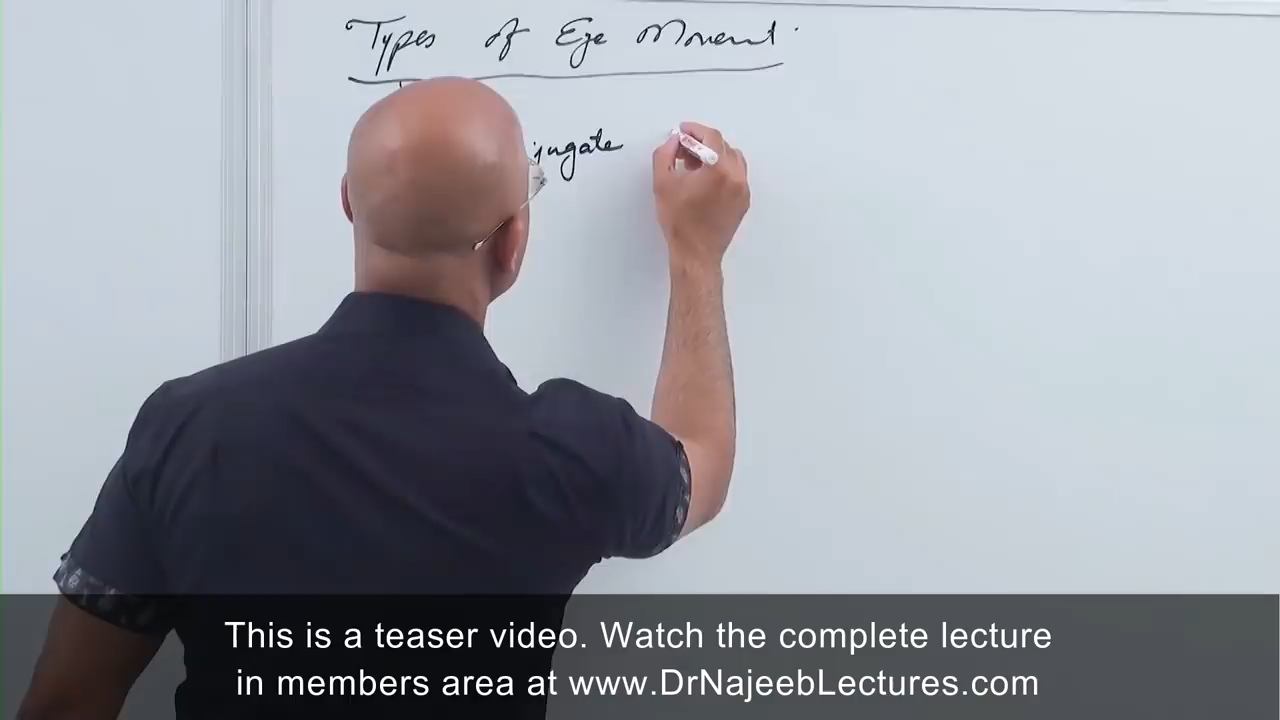 Types of Eye Movement
jugate
This is a teaser video. Watch the complete lecture
in members area at www.DrNajeebLectures.com